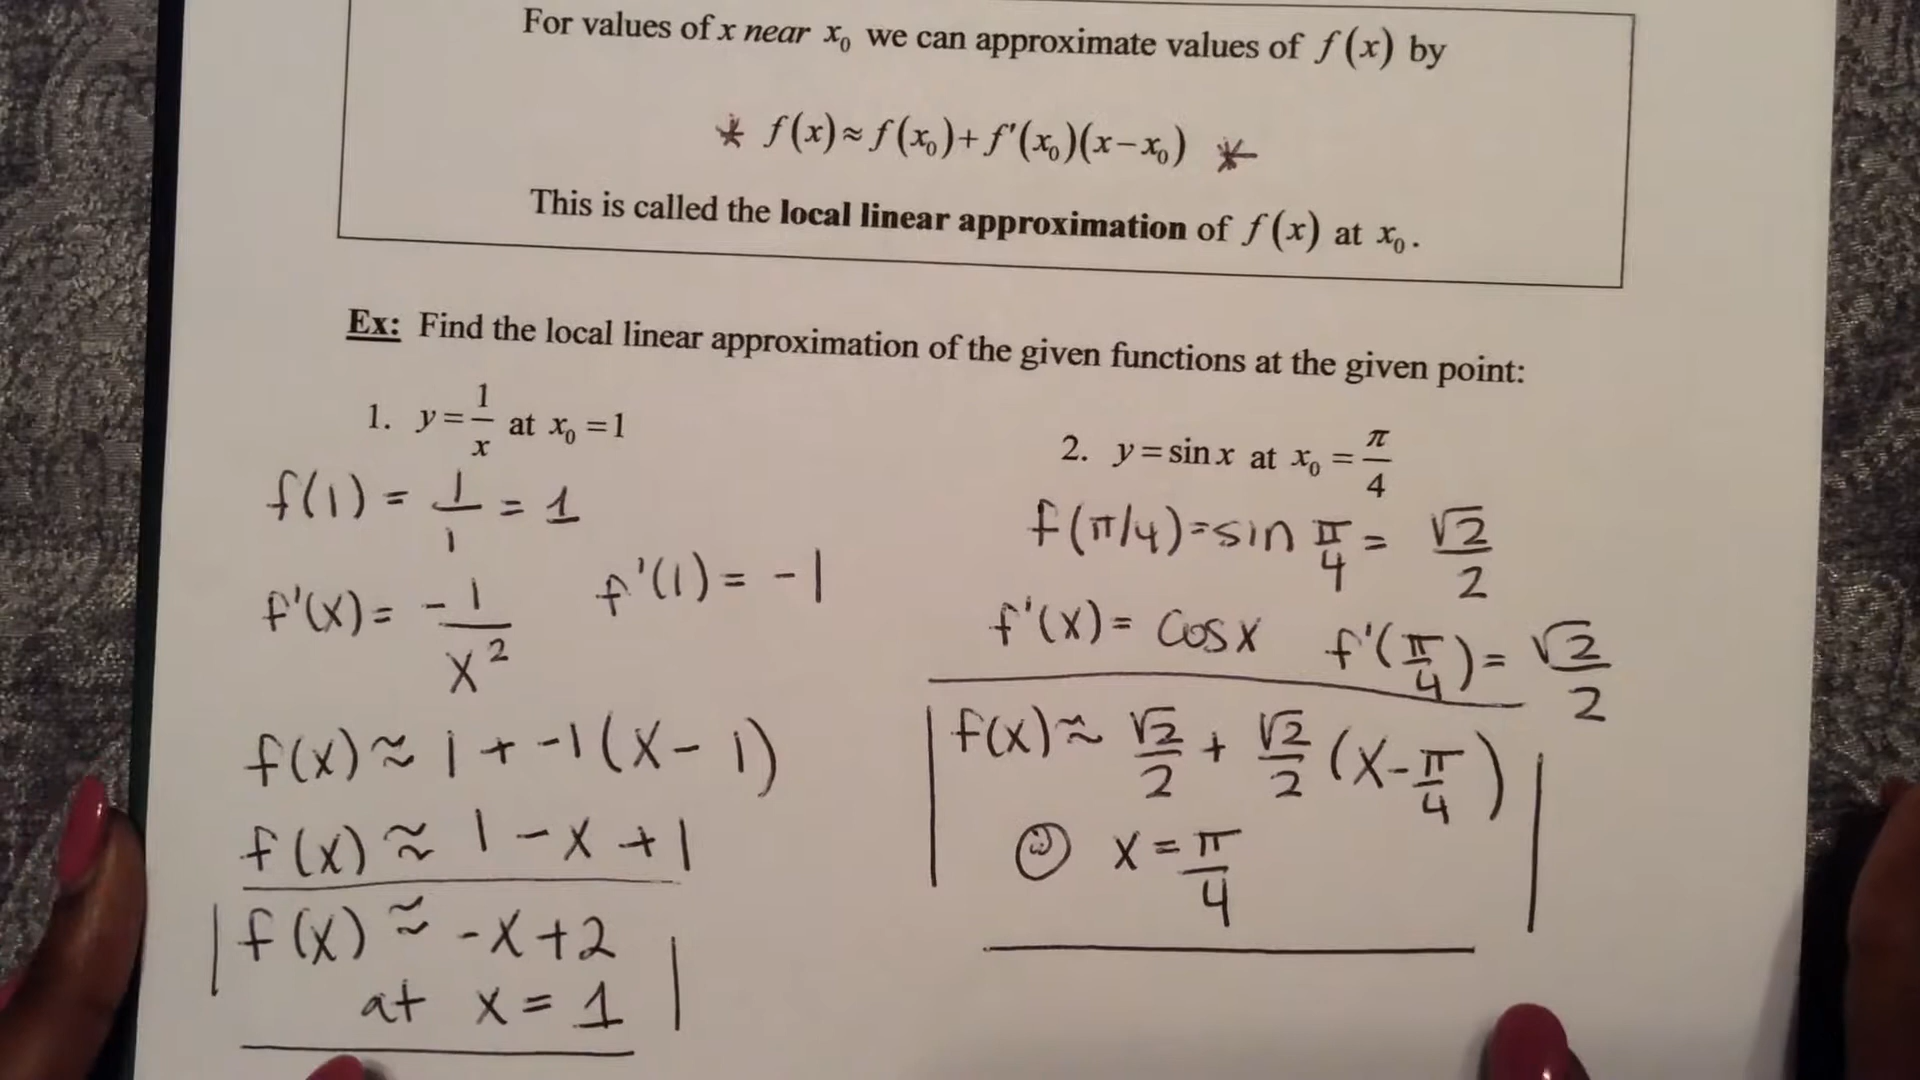 For values of x near x₀ we can approximate values of f(x) by
* f(x)≈f(x₀)+f'(x₀)(x−x₀) *
This is called the local linear approximation of f(x) at x₀.
Ex: Find the local linear approximation of the given functions at the given point:
1. y=1/x at x₀=1
f(1) = 1/1 = 1
f'(x) = -1/x² f'(1) = -1
f(x) ≈ 1 + -1(x - 1)
f(x) ≈ 1 - x + 1
f(x) ≈ -x+2
at x = 1
2. y=sin x at x₀=π/4
f(π/4)=sin π/4 = √2/2
f'(x) = cosx f'(π/4) = √2/2
f(x) ≈ √2/2 + √2/2 (x-π/4)
@ x = π/4